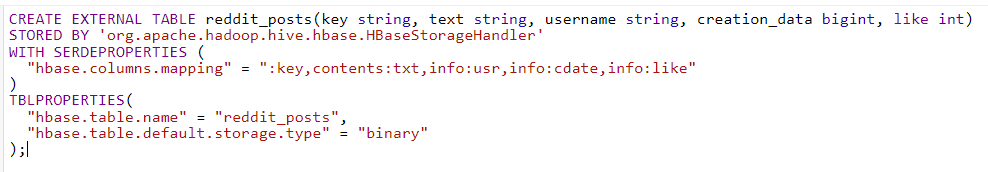 CREATE EXTERNAL TABLE reddit_posts(key string, text string, username string, creation_data bigint, like int)
STORED BY 'org.apache.hadoop.hive.hbase.HBaseStorageHandler'
WITH SERDEPROPERTIES (
  "hbase.columns.mapping" = ":key,contents:txt,info:usr,info:cdate,info:like"
)
TBLPROPERTIES(
  "hbase.table.name" = "reddit_posts",
  "hbase.table.default.storage.type" = "binary"
);